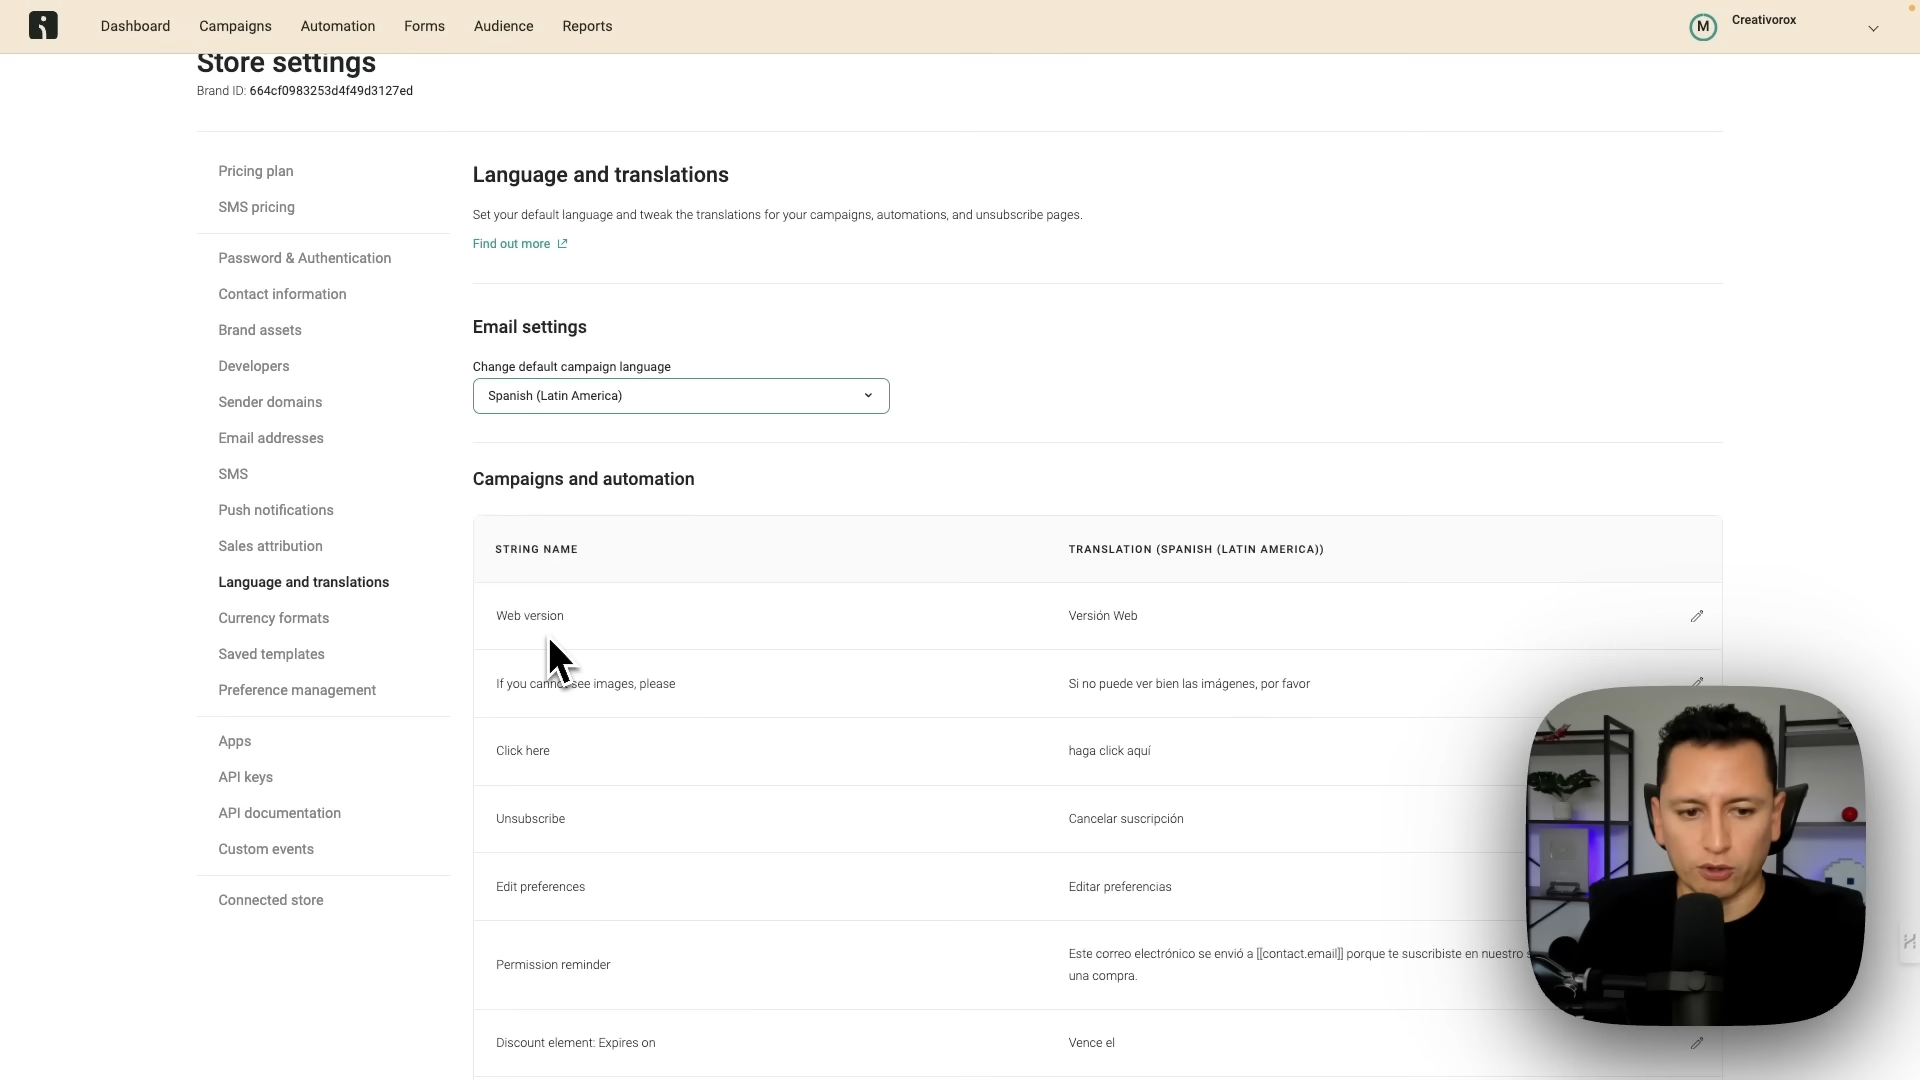 Dashboard
Campaigns
Automation
Forms
Audience
Reports
M
Creativorox
Store settings
Brand ID: 664cf0983253d4f49d3127ed
Pricing plan
SMS pricing
Password & Authentication
Contact information
Brand assets
Developers
Sender domains
Email addresses
SMS
Push notifications
Sales attribution
Language and translations
Currency formats
Saved templates
Preference management
Apps
API keys
API documentation
Custom events
Connected store
Language and translations
Set your default language and tweak the translations for your campaigns, automations, and unsubscribe pages.
Find out more
Email settings
Change default campaign language
Spanish (Latin America)
Campaigns and automation
STRING NAME
TRANSLATION (SPANISH (LATIN AMERICA))
Web version
Versión Web
If you cannot see images, please
Si no puede ver bien las imágenes, por favor
Click here
haga click aquí
Unsubscribe
Cancelar suscripción
Edit preferences
Editar preferencias
Permission reminder
Este correo electrónico se envió a [[contact.email]] porque te suscribiste en nuestro
una compra.
Discount element: Expires on
Vence el